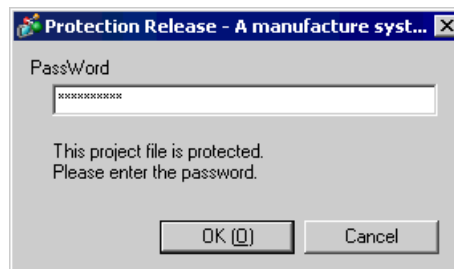 Protection Release - A manufacture syst...
PassWord
**********
This project file is protected.
Please enter the password.
OK (O)
Cancel